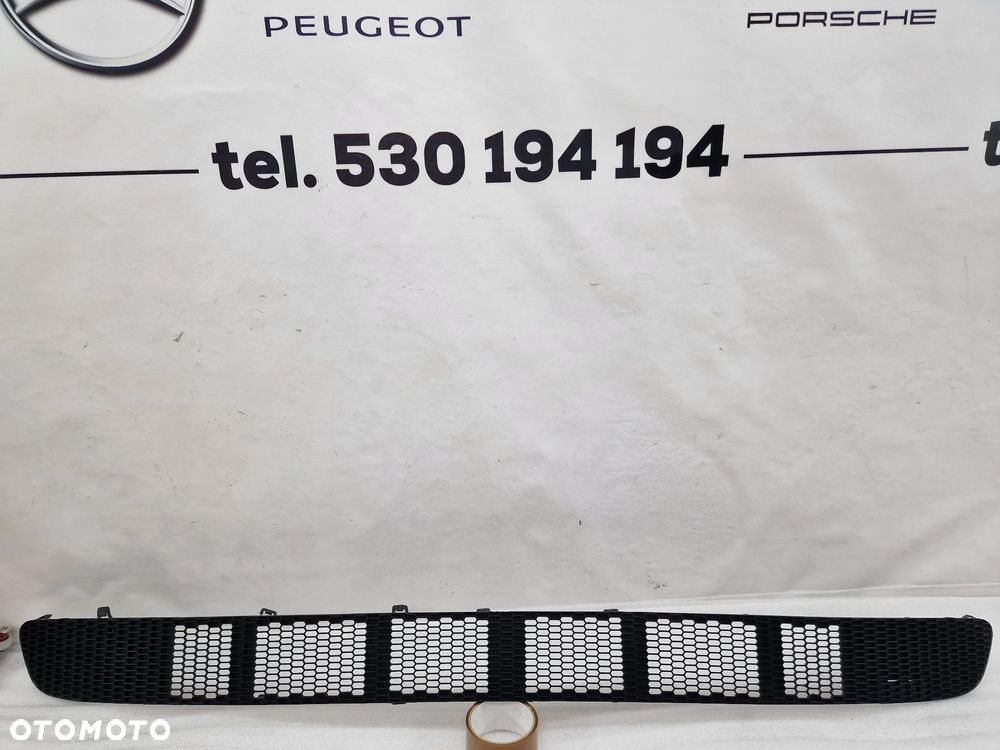 PEUGEOT
PORSCHE
tel. 530 194 194
OTOMOTO